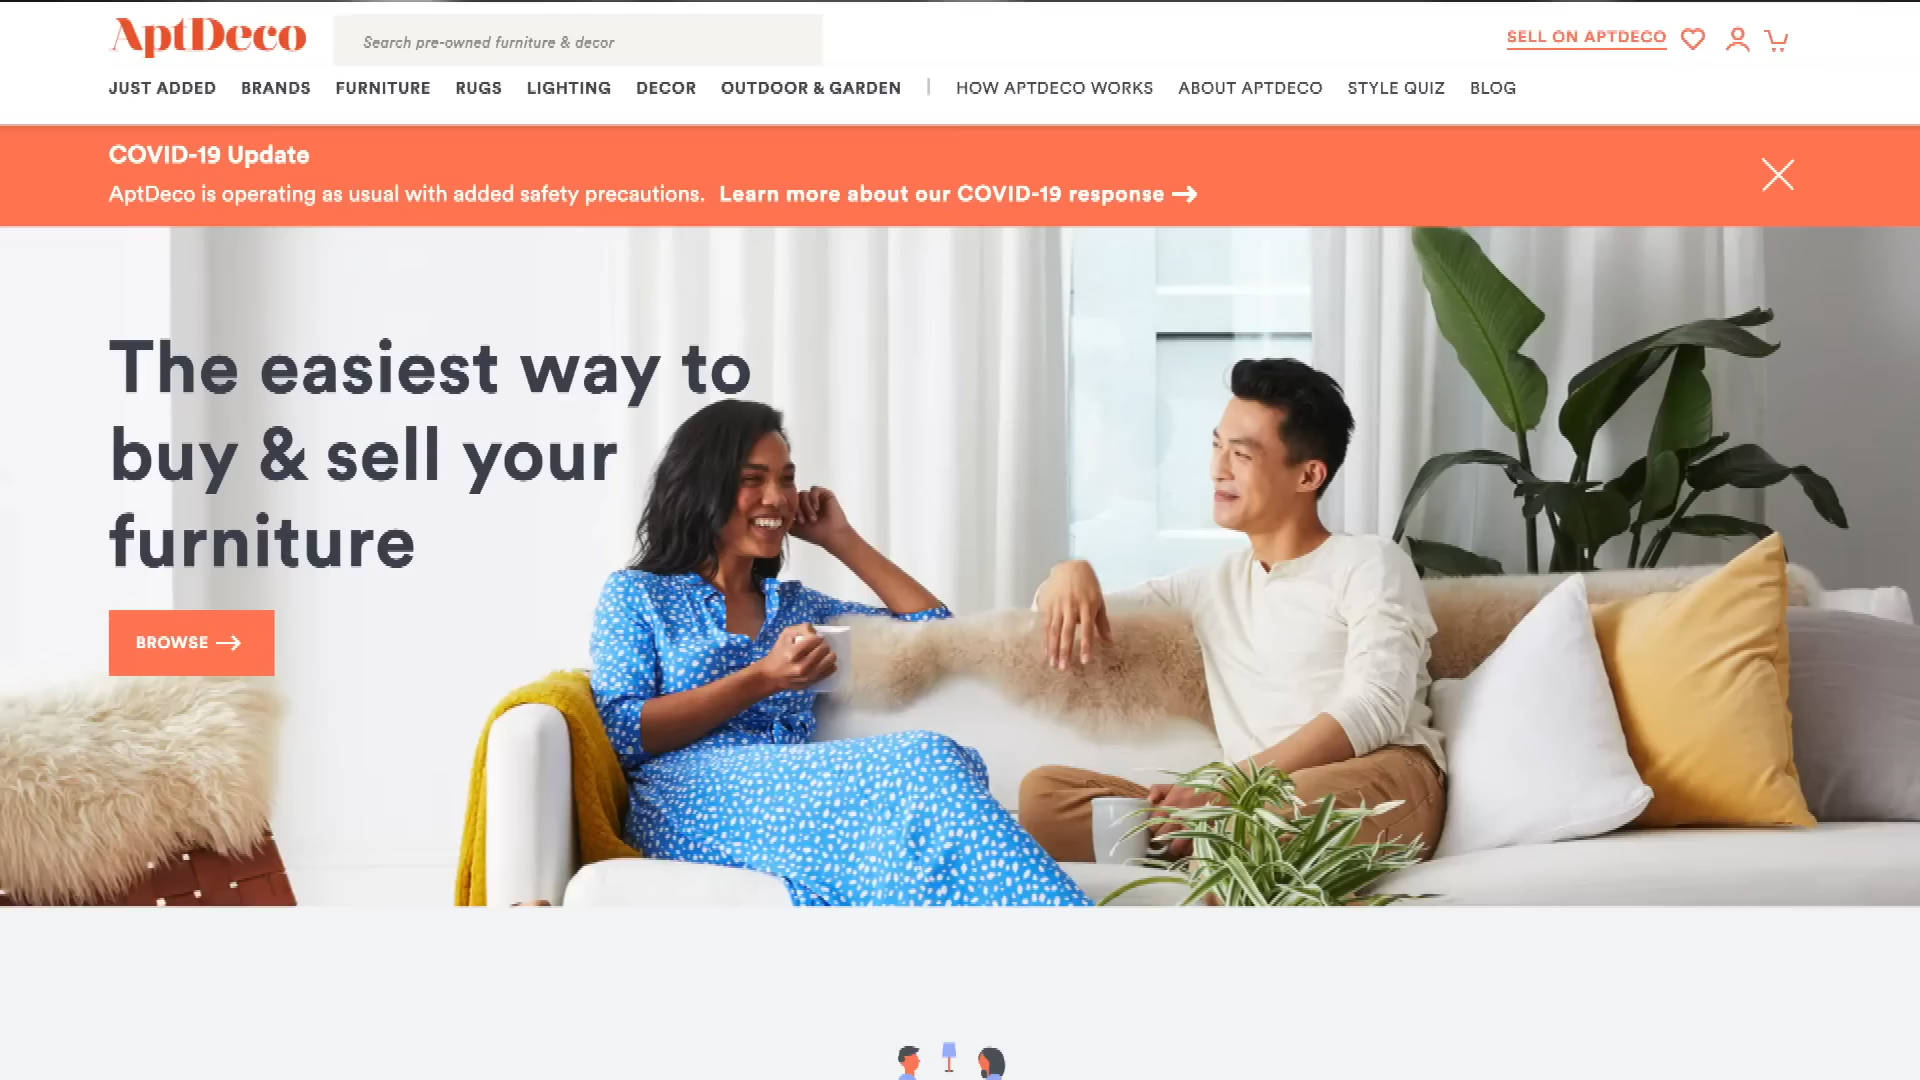 AptDeco
Search pre-owned furniture & decor
SELL ON APTDECO
JUST ADDED BRANDS FURNITURE RUGS LIGHTING DECOR OUTDOOR & GARDEN | HOW APTDECO WORKS ABOUT APTDECO STYLE QUIZ BLOG
COVID-19 Update
AptDeco is operating as usual with added safety precautions. Learn more about our COVID-19 response →
The easiest way to
buy & sell your
furniture
BROWSE →